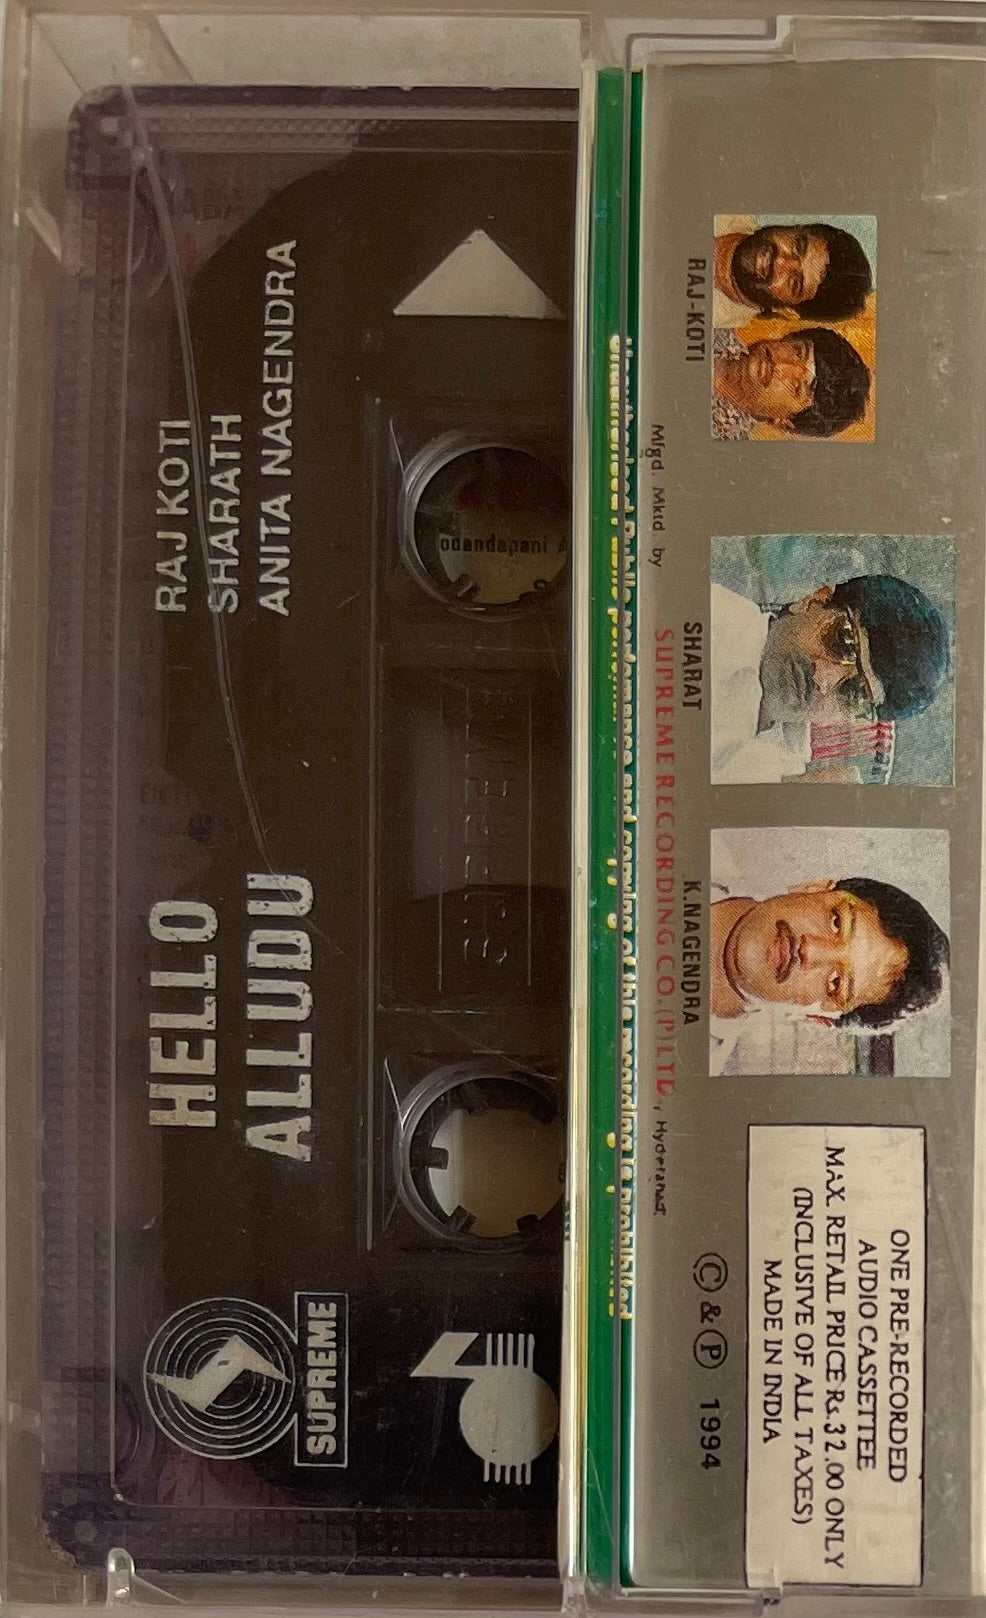 RAJ KOTI
SHARATH
ANITA NAGENDRA
HELLO
ALLUDU
SUPREME
odandapani
SUPREME
RAJ-KOTI
SHARAT
K.NAGENDRA
Mfgd. Mktd by
SUPREME RECORDING CO. (P) LTD.,
© & ℗ 1994
ONE PRE-RECORDED
AUDIO CASSETTEE
MAX. RETAIL PRICE Rs.32.00 ONLY
(INCLUSIVE OF ALL TAXES)
MADE IN INDIA